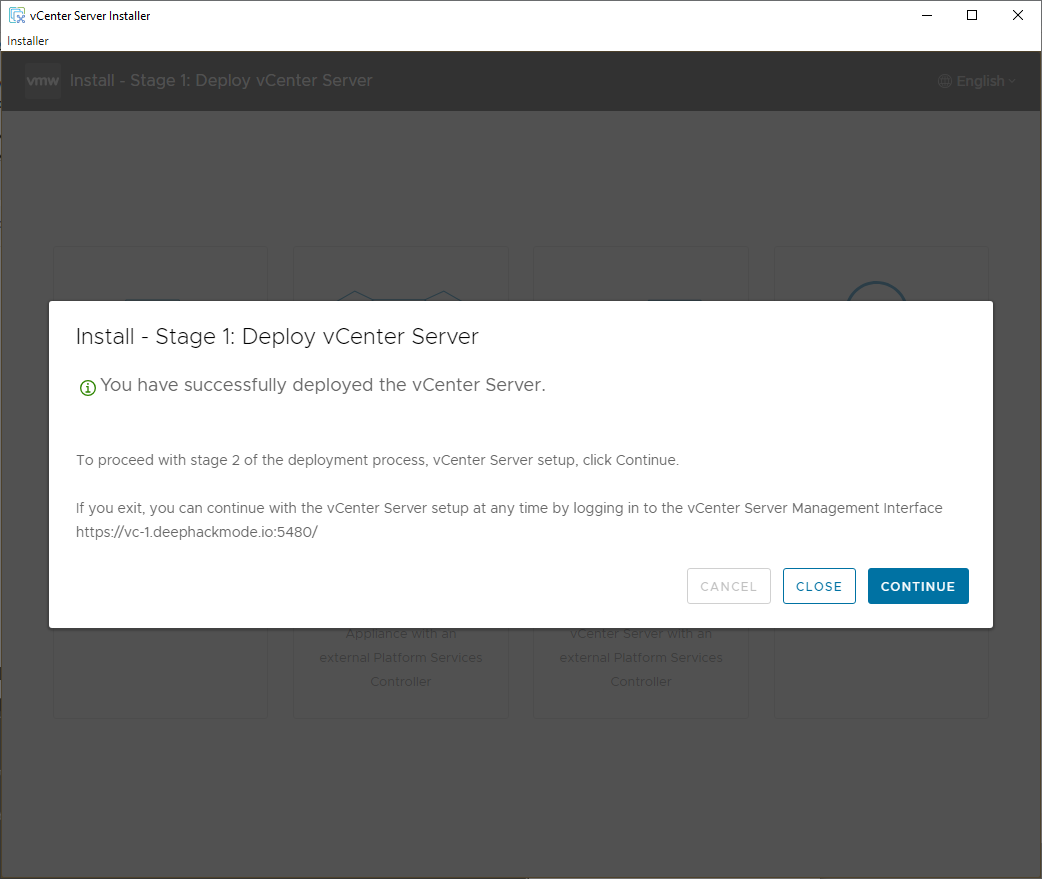 vCenter Server Installer
Installer
vmw Install - Stage 1: Deploy vCenter Server English
Install - Stage 1: Deploy vCenter Server
You have successfully deployed the vCenter Server.
To proceed with stage 2 of the deployment process, vCenter Server setup, click Continue.
If you exit, you can continue with the vCenter Server setup at any time by logging in to the vCenter Server Management Interface
https://vc-1.deephackmode.io:5480/
CANCEL CLOSE CONTINUE
Appliance with an
external Platform Services
Controller
vCenter Server with an
external Platform Services
Controller